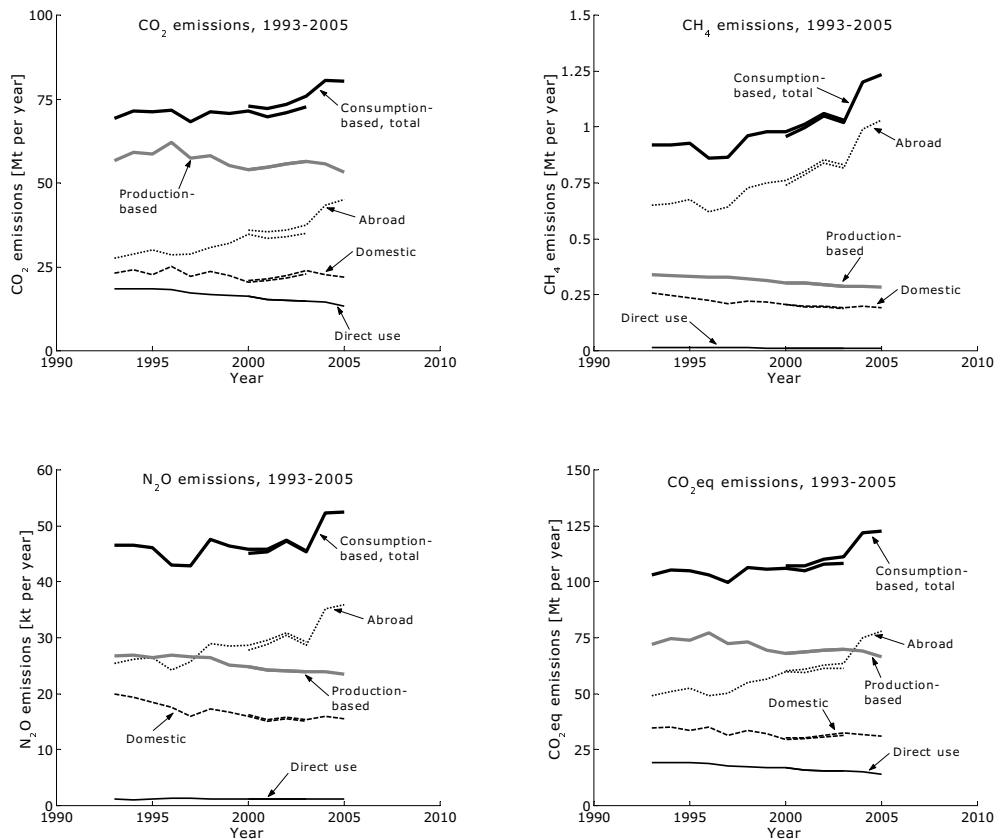 CO2 emissions, 1993-2005
CO2 emissions [Mt per year]
100
75
50
25
0
1990
1995
2000
2005
2010
Year
Consumption-
based, total
Production-
based
Abroad
Domestic
Direct use
CH4 emissions, 1993-2005
CH4 emissions [Mt per year]
1.5
1.25
1
0.75
0.5
0.25
0
1990
1995
2000
2005
2010
Year
Consumption-
based, total
Abroad
Production-
based
Domestic
Direct use
N2O emissions, 1993-2005
N2O emissions [kt per year]
60
50
40
30
20
10
0
1990
1995
2000
2005
2010
Year
Consumption-
based, total
Abroad
Production-
based
Domestic
Direct use
CO2eq emissions, 1993-2005
CO2eq emissions [Mt per year]
150
125
100
75
50
25
0
1990
1995
2000
2005
2010
Year
Consumption-
based, total
Abroad
Production-
based
Domestic
Direct use